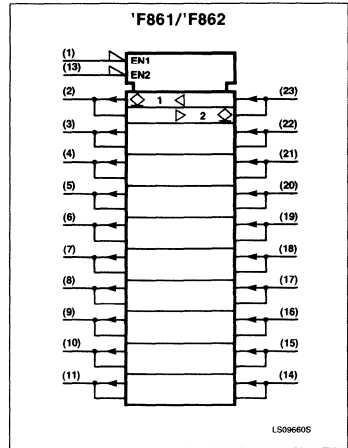 'F861/'F862
(1) EN1
(13) EN2
(2) 1 (23)
2
(3) (22)
(4) (21)
(5) (20)
(6) (19)
(7) (18)
(8) (17)
(9) (16)
(10) (15)
(11) (14)
LS09660S